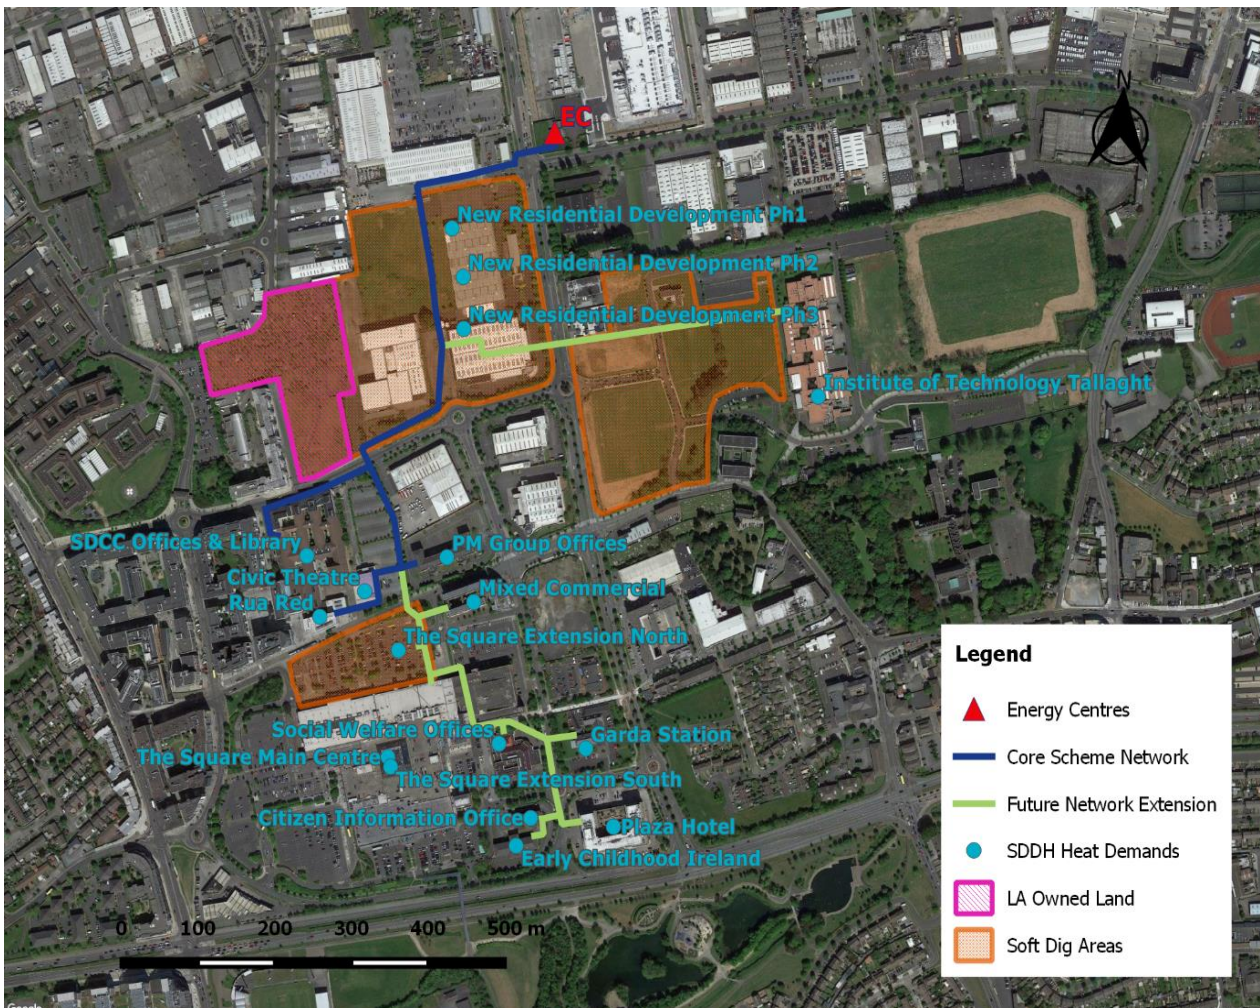 EC
N
New Residential Development Ph1
New Residential Development Ph2
New Residential Development Ph3
Institute of Technology Tallaght
SDCC Offices & Library
PM Group Offices
Civic Theatre
Mixed Commercial
Rua Red
The Square Extension North
Social Welfare Offices
Garda Station
The Square Main Centre
The Square Extension South
Citizen Information Office
Plaza Hotel
Early Childhood Ireland
0 100 200 300 400 500 m
Legend
Energy Centres
Core Scheme Network
Future Network Extension
SDDH Heat Demands
LA Owned Land
Soft Dig Areas